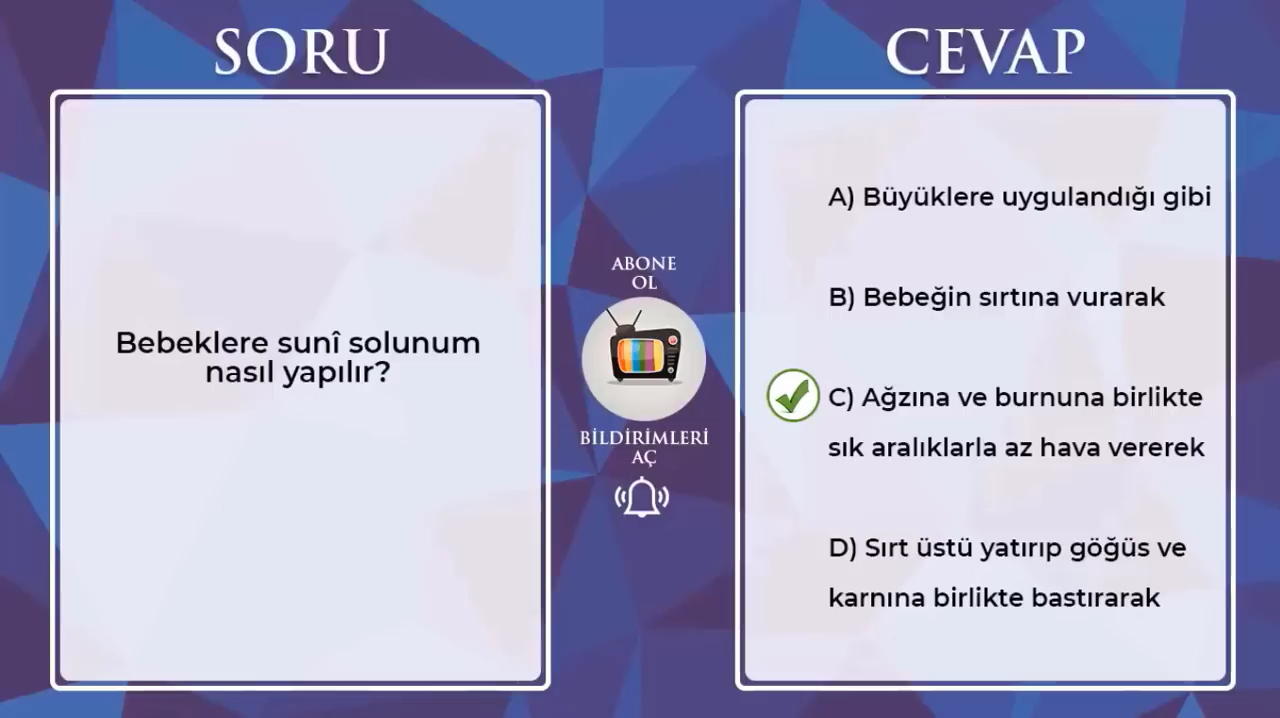 SORU
Bebeklere sunî solunum
nasıl yapılır?
ABONE
OL
BİLDİRİMLERİ
AÇ
CEVAP
A) Büyüklere uygulandığı gibi
B) Bebeğin sırtına vurarak
C) Ağzına ve burnuna birlikte
sık aralıklarla az hava vererek
D) Sırt üstü yatırıp göğüs ve
karnına birlikte bastırarak